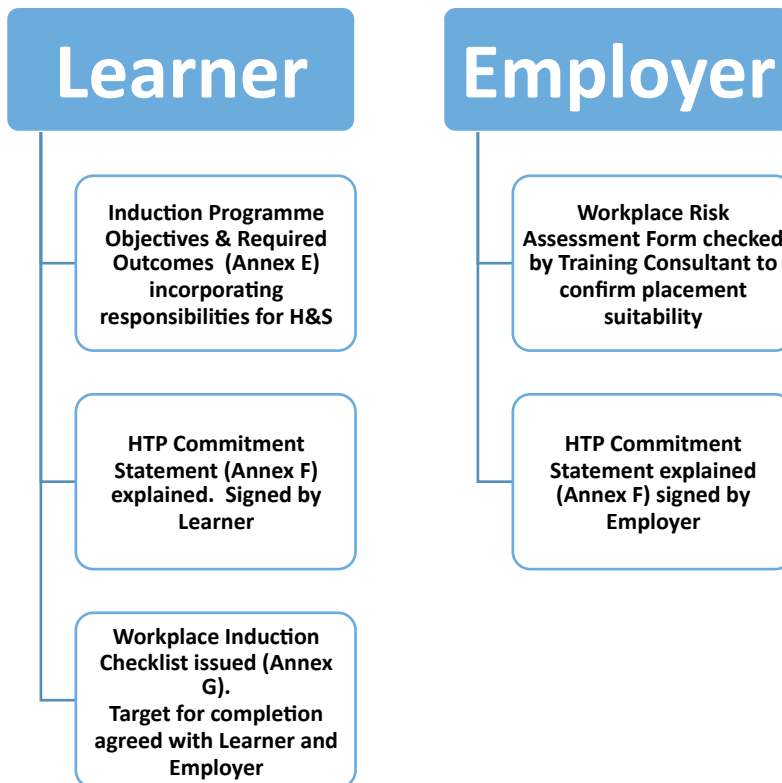 Learner
Induction Programme
Objectives & Required
Outcomes (Annex E)
incorporating
responsibilities for H&S
HTP Commitment
Statement (Annex F)
explained. Signed by
Learner
Workplace Induction
Checklist issued (Annex
G).
Target for completion
agreed with Learner and
Employer
Employer
Workplace Risk
Assessment Form checked
by Training Consultant to
confirm placement
suitability
HTP Commitment
Statement explained
(Annex F) signed by
Employer